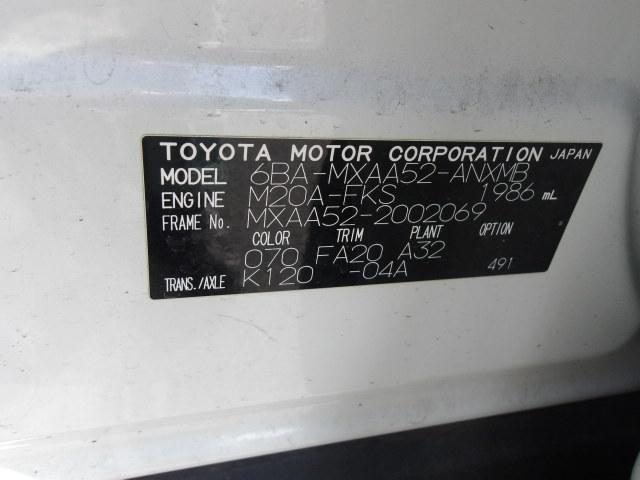 TOYOTA MOTOR CORPORATION JAPAN
MODEL 6BA-MXAA52-ANXMB
ENGINE M20A-FKS 1986 mL
FRAME No. MXAA52-2002069
COLOR TRIM PLANT OPTION
070 FA20 A32
TRANS./AXLE K120 -04A 491